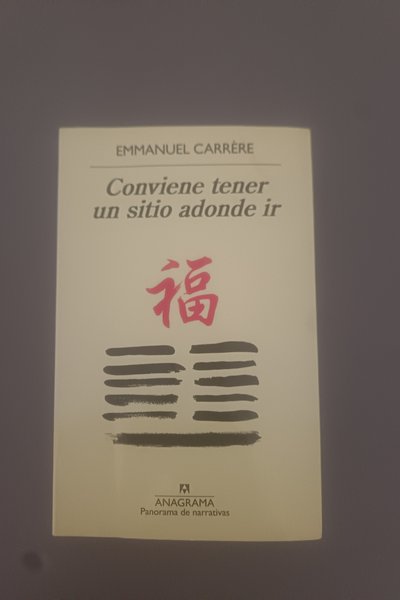 EMMANUEL CARRÈRE
Conviene tener
un sitio adonde ir
福
ANAGRAMA
Panorama de narrativas